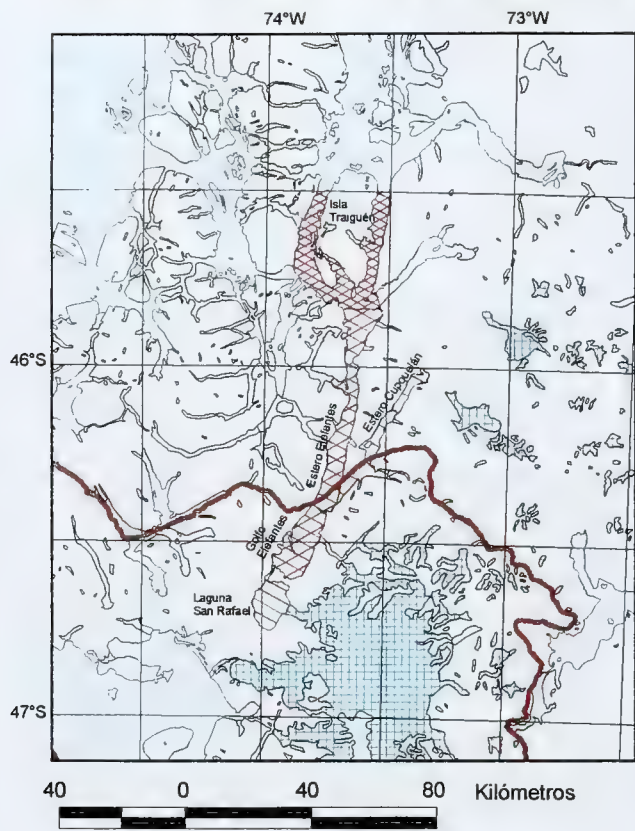 74°W 73°W
Isla
Traiguén
46°S
Estero Cupquelán
Estero Elefantes
Golfo
Elefantes
Laguna
San Rafael
47°S
40 0 40 80 Kilómetros